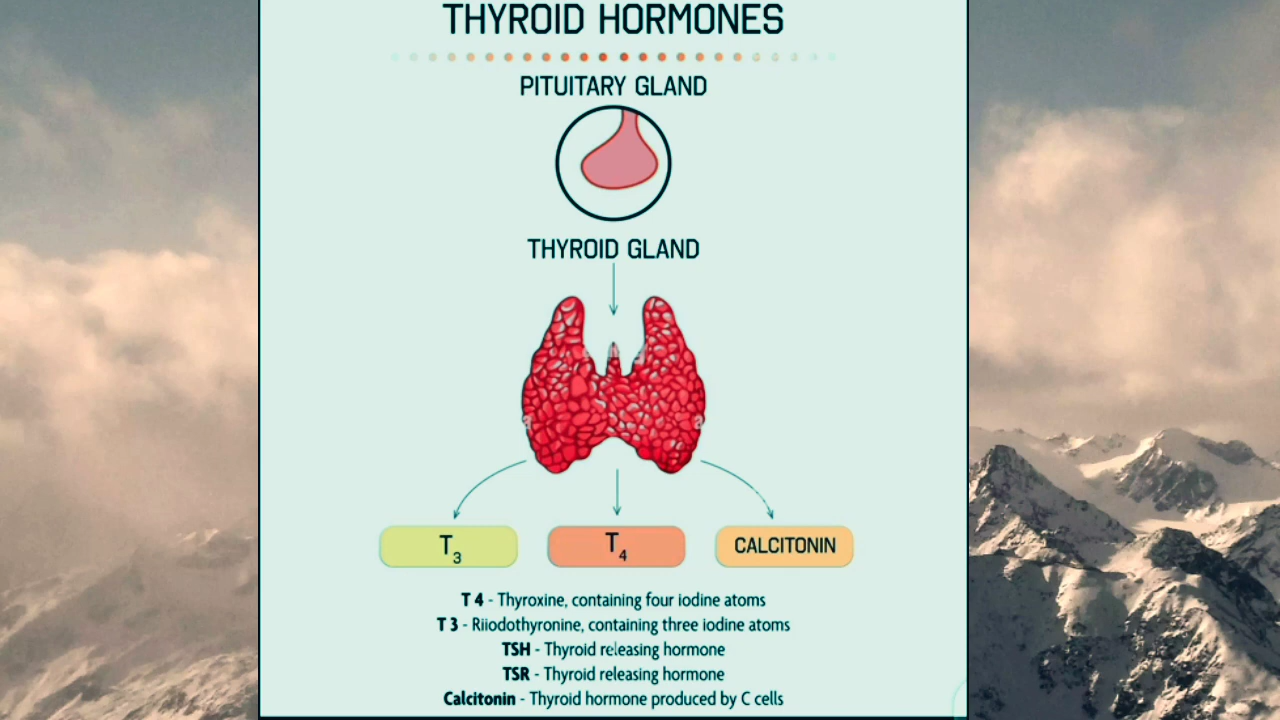 THYROID HORMONES
PITUITARY GLAND
THYROID GLAND
T3
T4
CALCITONIN
T 4 - Thyroxine, containing four iodine atoms
T 3 - Riiodothyronine, containing three iodine atoms
TSH - Thyroid releasing hormone
TSR - Thyroid releasing hormone
Calcitonin - Thyroid hormone produced by C cells